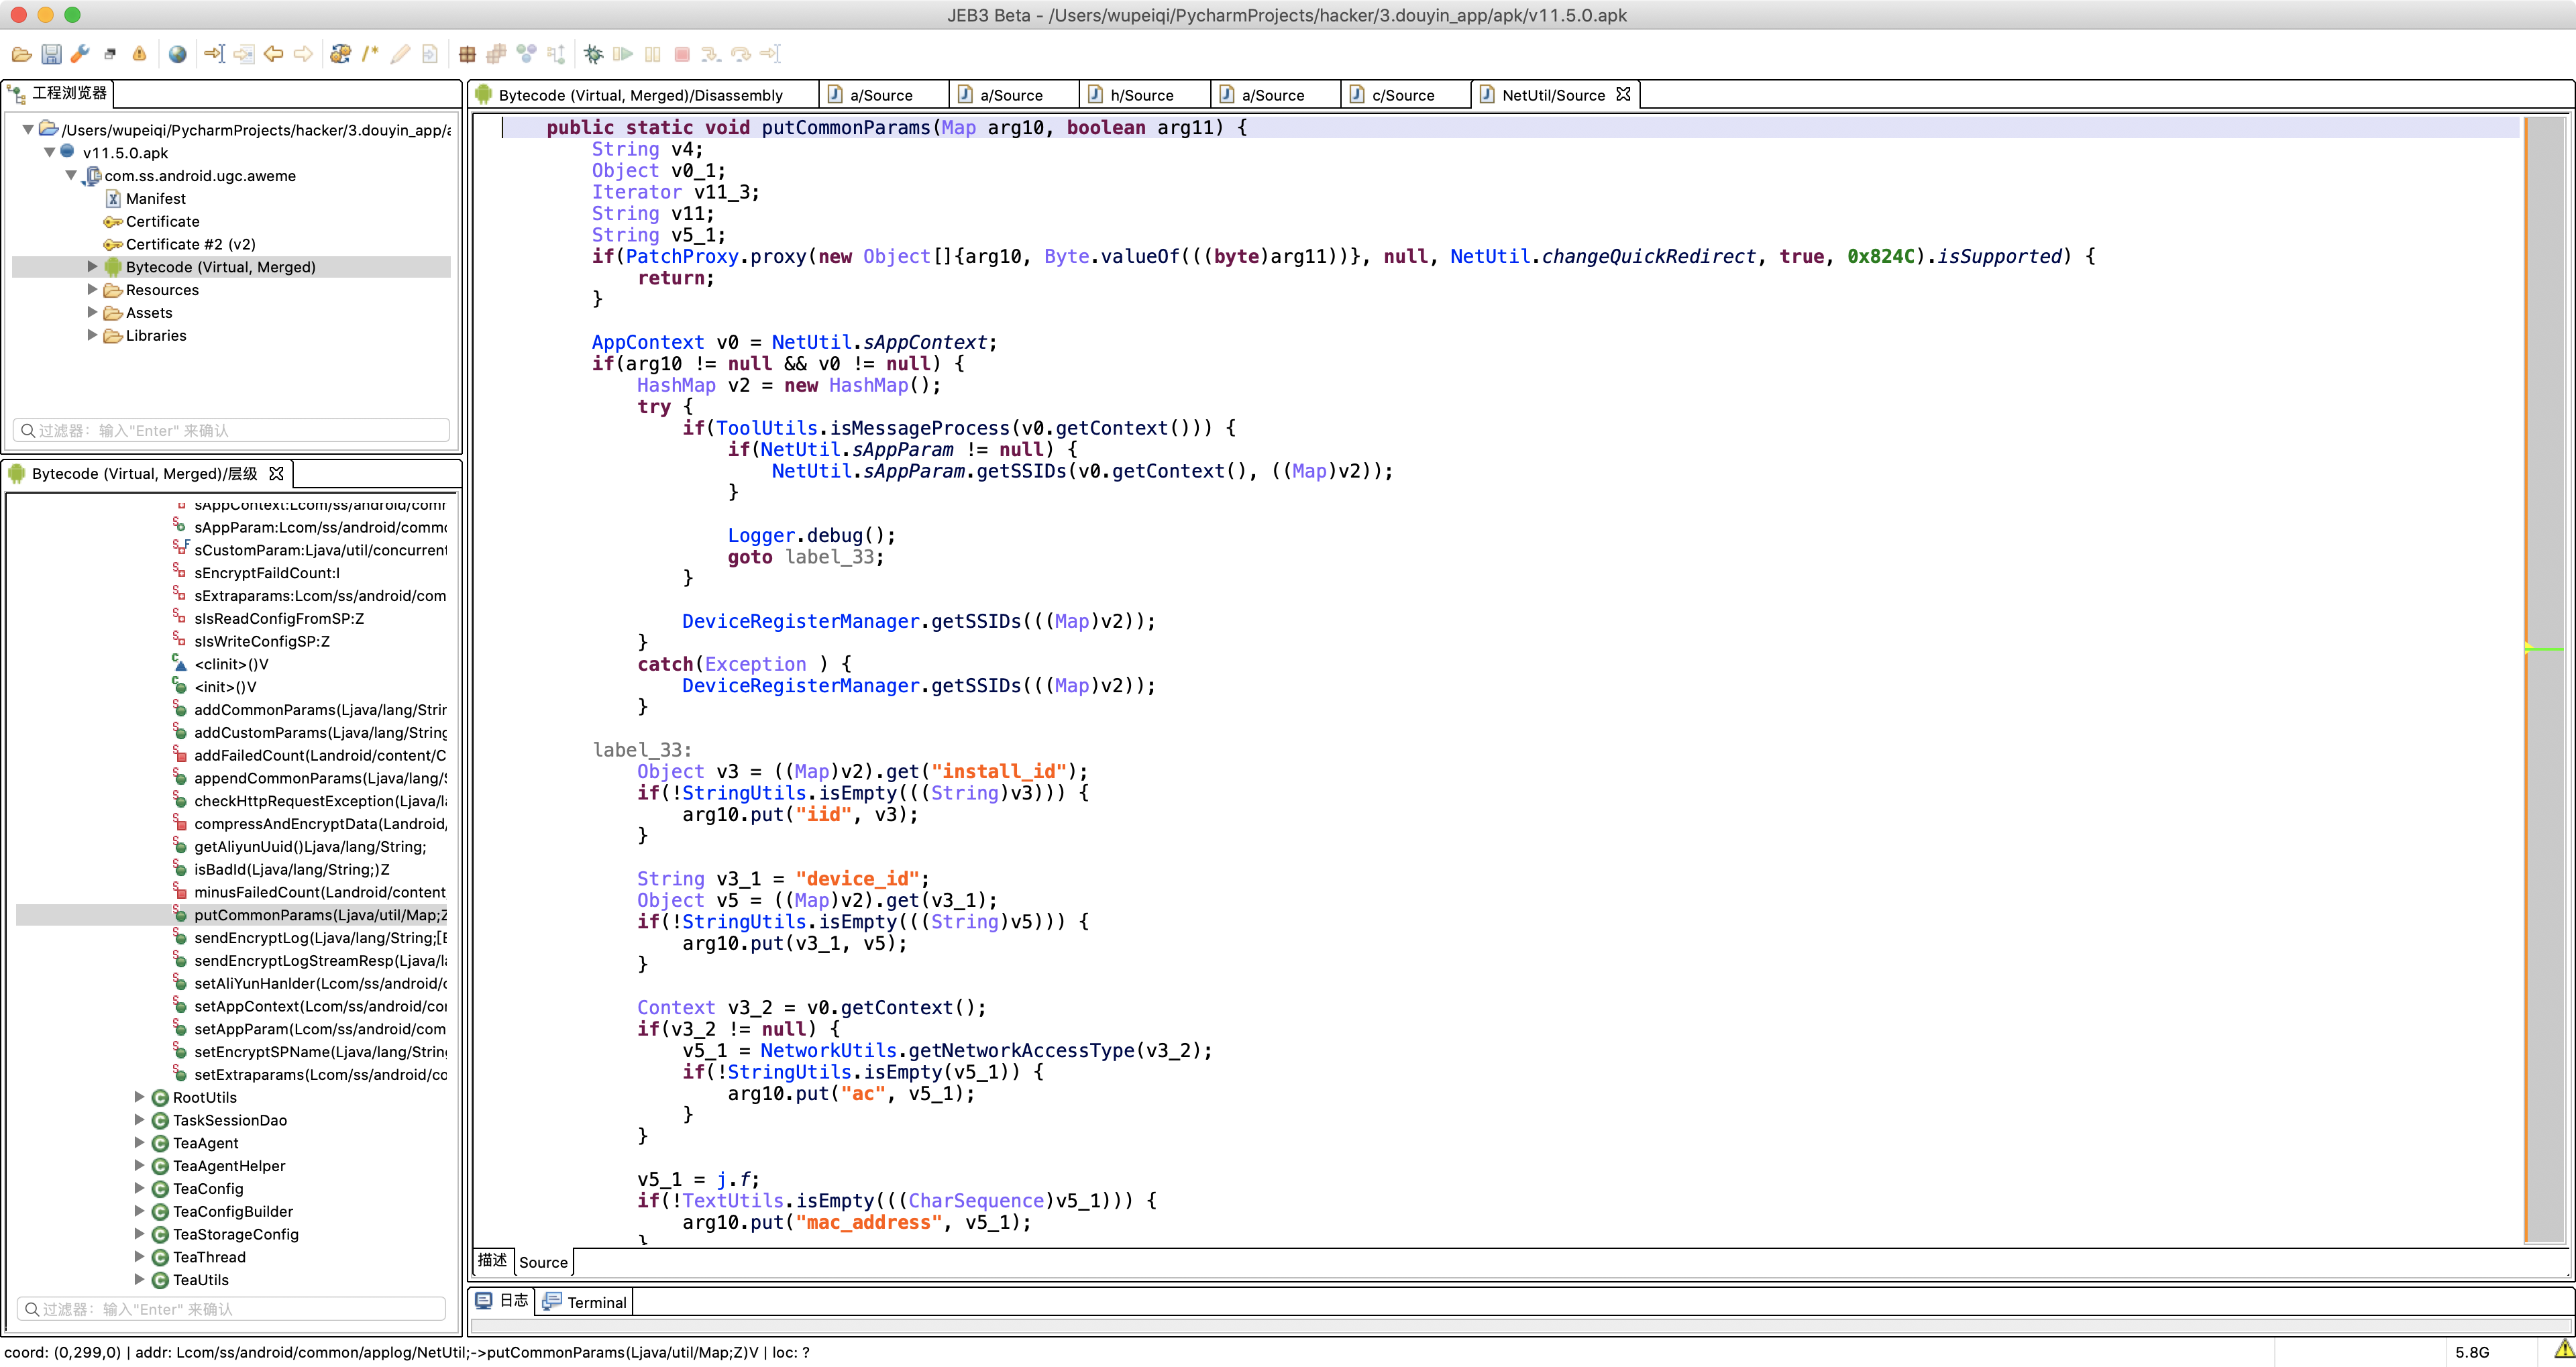 JEB3 Beta - /Users/wupeiqi/PycharmProjects/hacker/3.douyin_app/apk/v11.5.0.apk
工程浏览器
/Users/wupeiqi/PycharmProjects/hacker/3.douyin_app/a
v11.5.0.apk
com.ss.android.ugc.aweme
Manifest
Certificate
Certificate #2 (v2)
Bytecode (Virtual, Merged)
Resources
Assets
Libraries
过滤器：输入"Enter" 来确认
Bytecode (Virtual, Merged)/层级
sAppContext:Lcom/ss/android/comm
sAppParam:Lcom/ss/android/commo
sCustomParam:Ljava/util/concurrent
sEncryptFaildCount:I
sExtraparams:Lcom/ss/android/com
sIsReadConfigFromSP:Z
sIsWriteConfigSP:Z
<clinit>()V
<init>()V
addCommonParams(Ljava/lang/Strin
addCustomParams(Ljava/lang/String
addFailedCount(Landroid/content/C
appendCommonParams(Ljava/lang/S
checkHttpRequestException(Ljava/la
compressAndEncryptData(Landroid,
getAliyunUuid()Ljava/lang/String;
isBadId(Ljava/lang/String;)Z
minusFailedCount(Landroid/content
putCommonParams(Ljava/util/Map;Z
sendEncryptLog(Ljava/lang/String;[B
sendEncryptLogStreamResp(Ljava/la
setAliYunHanlder(Lcom/ss/android/c
setAppContext(Lcom/ss/android/cor
setAppParam(Lcom/ss/android/com
setEncryptSPName(Ljava/lang/String
setExtraparams(Lcom/ss/android/co
RootUtils
TaskSessionDao
TeaAgent
TeaAgentHelper
TeaConfig
TeaConfigBuilder
TeaStorageConfig
TeaThread
TeaUtils
过滤器：输入"Enter" 来确认
Bytecode (Virtual, Merged)/Disassembly a/Source a/Source h/Source a/Source c/Source NetUtil/Source
public static void putCommonParams(Map arg10, boolean arg11) {
String v4;
Object v0_1;
Iterator v11_3;
String v11;
String v5_1;
if(PatchProxy.proxy(new Object[]{arg10, Byte.valueOf(((byte)arg11))}, null, NetUtil.changeQuickRedirect, true, 0x824C).isSupported) {
return;
}
AppContext v0 = NetUtil.sAppContext;
if(arg10 != null && v0 != null) {
HashMap v2 = new HashMap();
try {
if(ToolUtils.isMessageProcess(v0.getContext())) {
if(NetUtil.sAppParam != null) {
NetUtil.sAppParam.getSSIDs(v0.getContext(), ((Map)v2));
}
Logger.debug();
goto label_33;
}
DeviceRegisterManager.getSSIDs(((Map)v2));
}
catch(Exception ) {
DeviceRegisterManager.getSSIDs(((Map)v2));
}
label_33:
Object v3 = ((Map)v2).get("install_id");
if(!StringUtils.isEmpty(((String)v3))) {
arg10.put("iid", v3);
}
String v3_1 = "device_id";
Object v5 = ((Map)v2).get(v3_1);
if(!StringUtils.isEmpty(((String)v5))) {
arg10.put(v3_1, v5);
}
Context v3_2 = v0.getContext();
if(v3_2 != null) {
v5_1 = NetworkUtils.getNetworkAccessType(v3_2);
if(!StringUtils.isEmpty(v5_1)) {
arg10.put("ac", v5_1);
}
}
v5_1 = j.f;
if(!TextUtils.isEmpty(((CharSequence)v5_1))) {
arg10.put("mac_address", v5_1);
}
描述 Source
日志 Terminal
coord: (0,299,0) | addr: Lcom/ss/android/common/applog/NetUtil;->putCommonParams(Ljava/util/Map;Z)V | loc: ?
5.8G